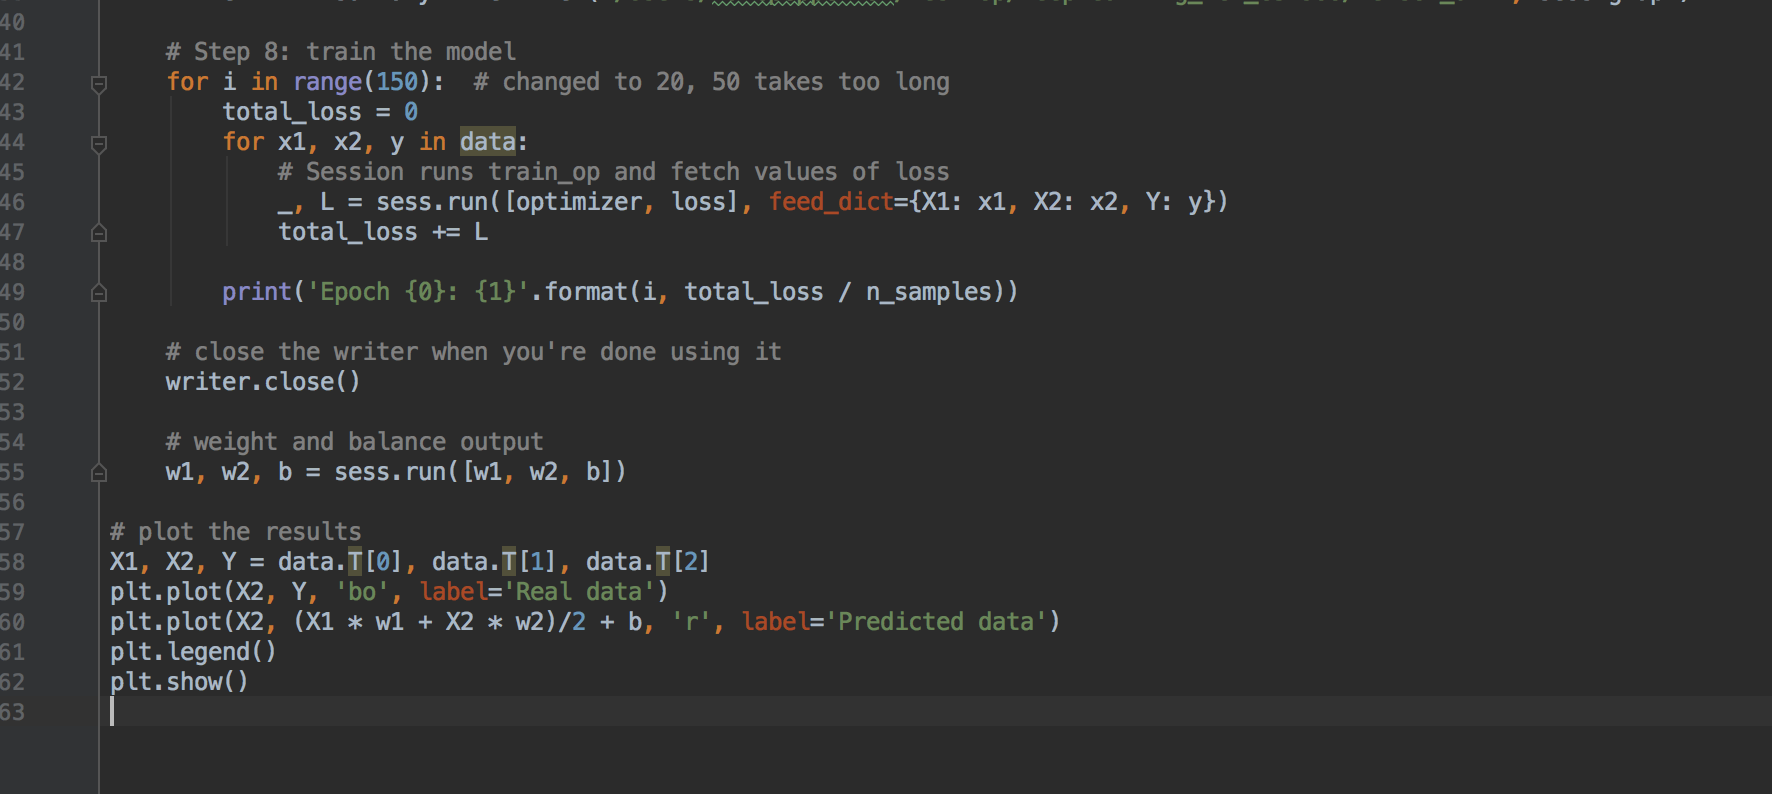 40
41 # Step 8: train the model
42 for i in range(150):  # changed to 20, 50 takes too long
43 total_loss = 0
44 for x1, x2, y in data:
45 # Session runs train_op and fetch values of loss
46 _, L = sess.run([optimizer, loss], feed_dict={X1: x1, X2: x2, Y: y})
47 total_loss += L
48
49 print('Epoch {0}: {1}'.format(i, total_loss / n_samples))
50
51 # close the writer when you're done using it
52 writer.close()
53
54 # weight and balance output
55 w1, w2, b = sess.run([w1, w2, b])
56
57 # plot the results
58 X1, X2, Y = data.T[0], data.T[1], data.T[2]
59 plt.plot(X2, Y, 'bo', label='Real data')
60 plt.plot(X2, (X1 * w1 + X2 * w2)/2 + b, 'r', label='Predicted data')
61 plt.legend()
62 plt.show()
63